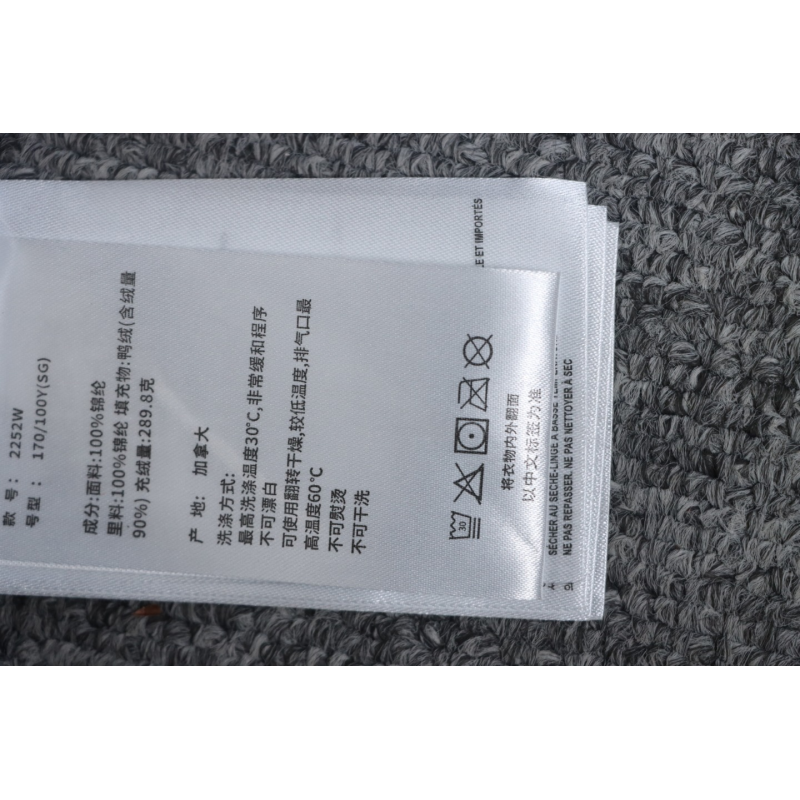 款号: 2252W
号型: 170/100Y(SG)
成分:面料:100%锦纶
里料:100%锦纶 填充物:鸭绒(含绒量
90%) 充绒量:289.8克
产 地: 加拿大
洗涤方式:
最高洗涤温度30℃,非常缓和程序
不可漂白
可使用翻转干燥,较低温度,排气口最
高温度60℃
不可熨烫
不可干洗
30
将衣物内外翻面
以中文标签为准
E ET IMPORTÉS
SÉCHER AU SÈCHE-LINGE À BASSE
NE PAS REPASSER. NE PAS NETTOYER À SEC